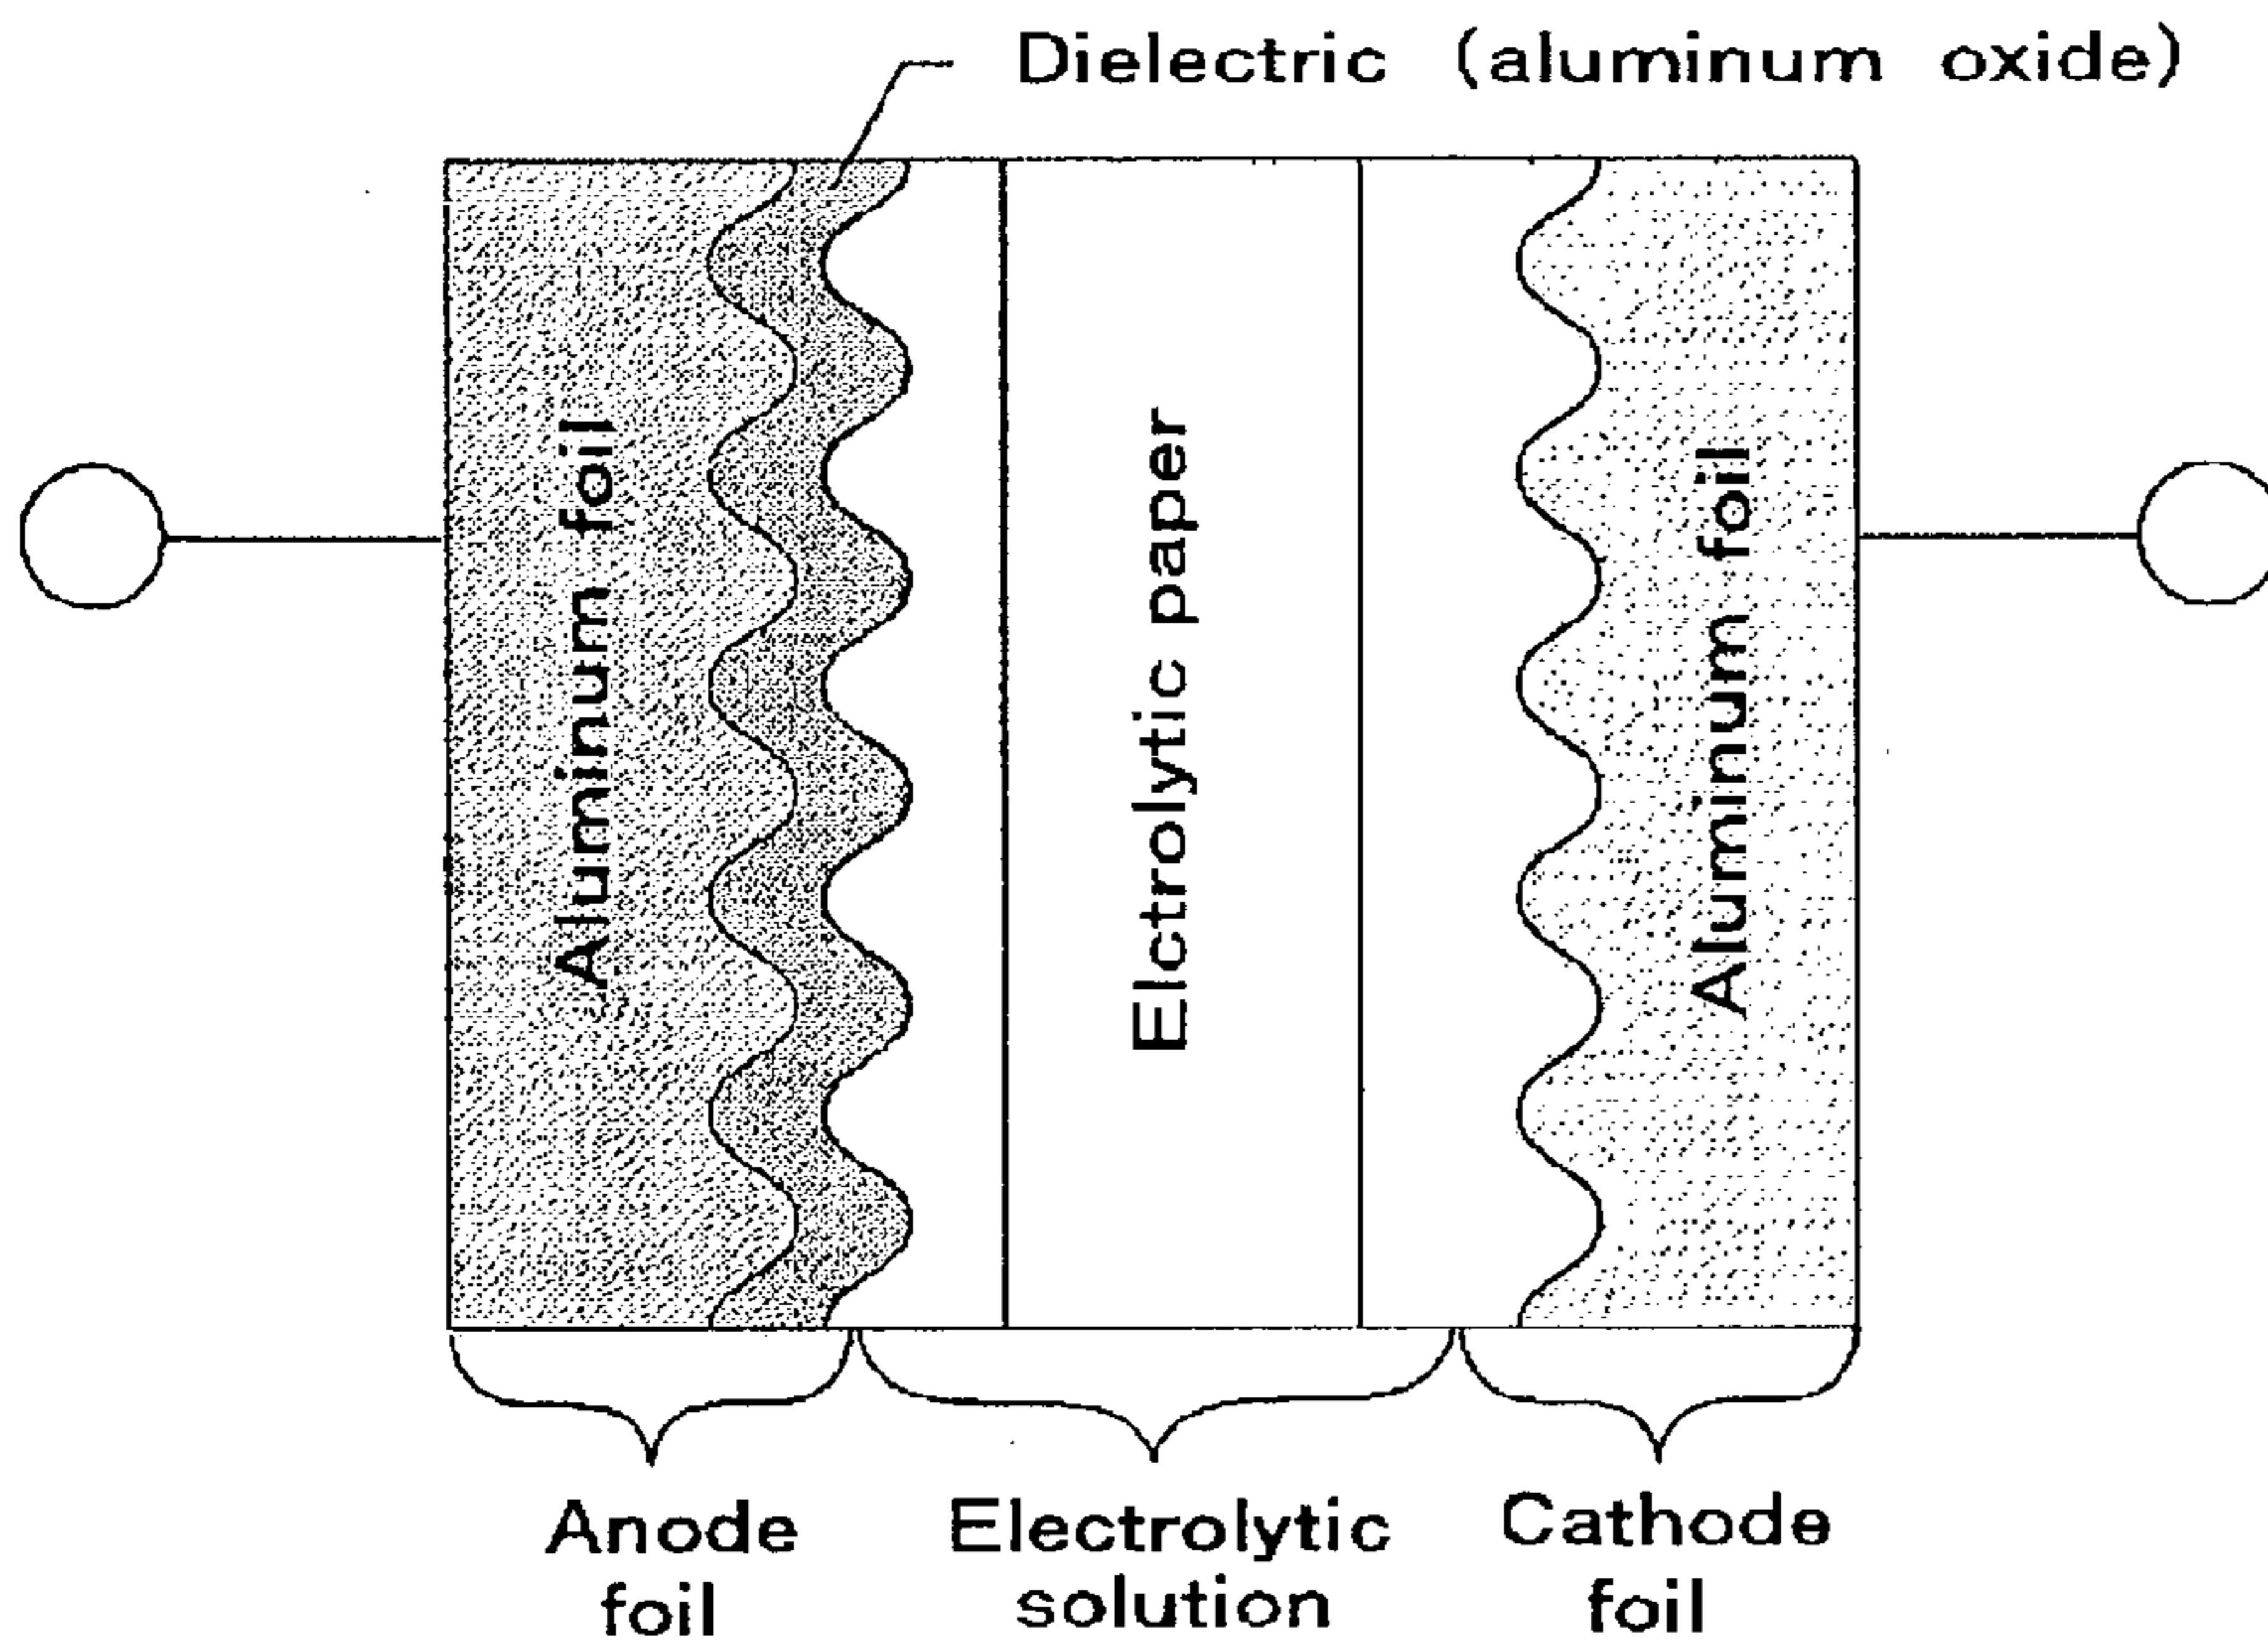 Dielectric (aluminum oxide)
Aluminum foil
Elctrolytic paper
Aluminum foil
Anode
foil
Electrolytic
solution
Cathode
foil